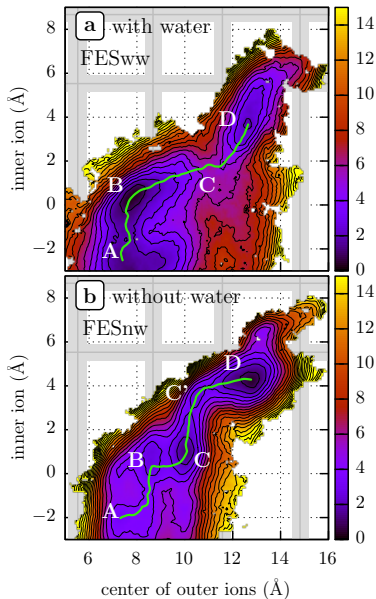 a with water
FESww
inner ion (Å)
8
6
4
2
0
−2
A
B
C
D
14
12
10
8
6
4
2
0
b without water
FESnw
inner ion (Å)
8
6
4
2
0
−2
A
B
C
C'
D
14
12
10
8
6
4
2
0
6 8 10 12 14 16
center of outer ions (Å)